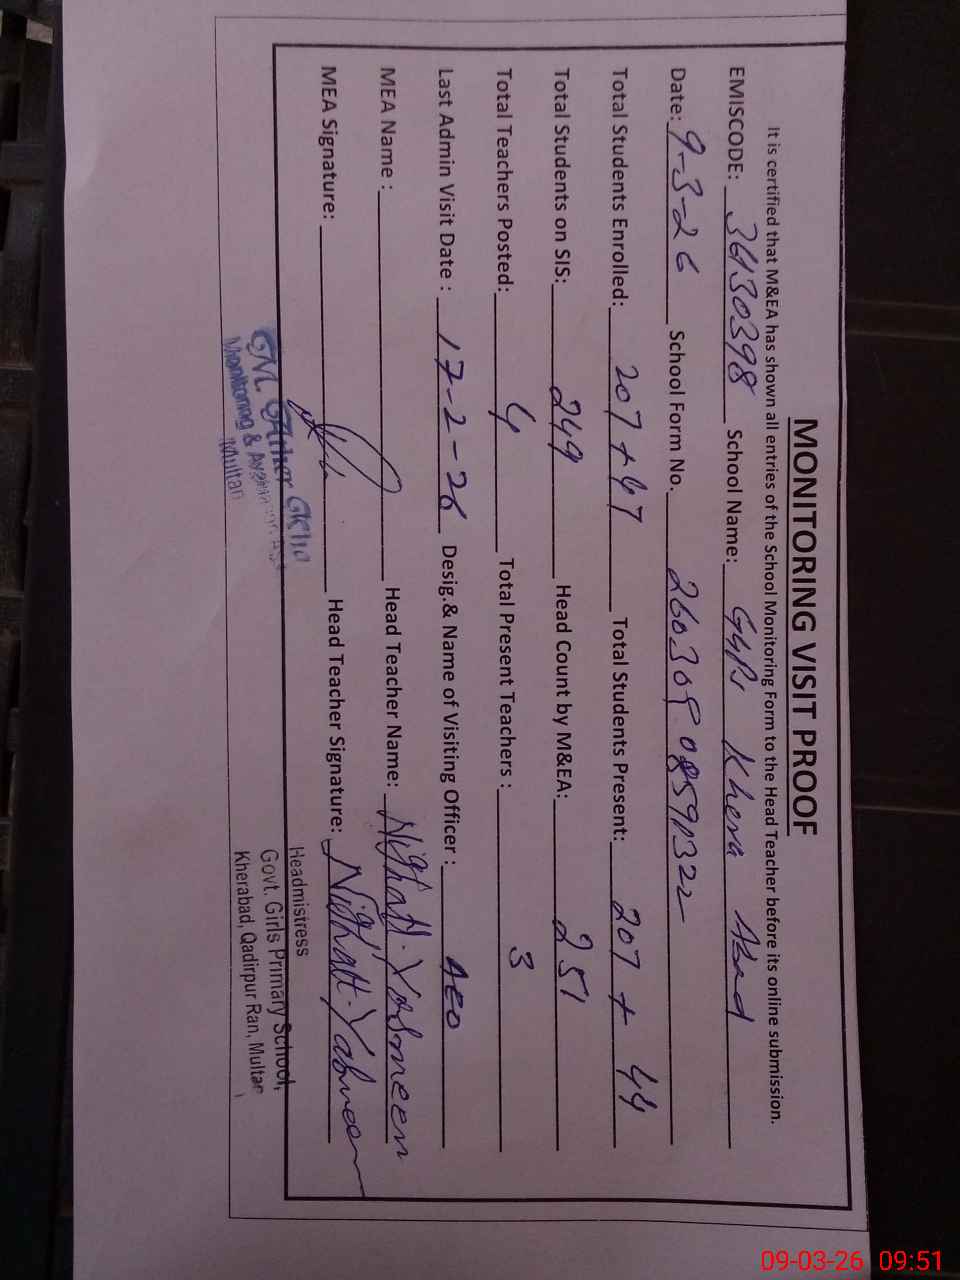 MONITORING VISIT PROOF
It is certified that M&EA has shown all entries of the School Monitoring Form to the Head Teacher before its online submission.
EMISCODE: 36130398 School Name: GGPS Khera Abad
Date: 9-3-26 School Form No. 26030908591322
Total Students Enrolled: 207 + 47 Total Students Present: 207 + 44
Total Students on SIS: 249 Head Count by M&EA: 251
Total Teachers Posted: 4 Total Present Teachers : 3
Last Admin Visit Date : 17-2-26 Desig.& Name of Visiting Officer : AEO
MEA Name : Head Teacher Name: Nighatt Yasmeen
MEA Signature: Head Teacher Signature: Nighatt Yasmeen
Monitoring &
Multan
Headmistress
Govt. Girls Primary School,
Kherabad, Qadirpur Ran, Multan
09-03-26 09:51